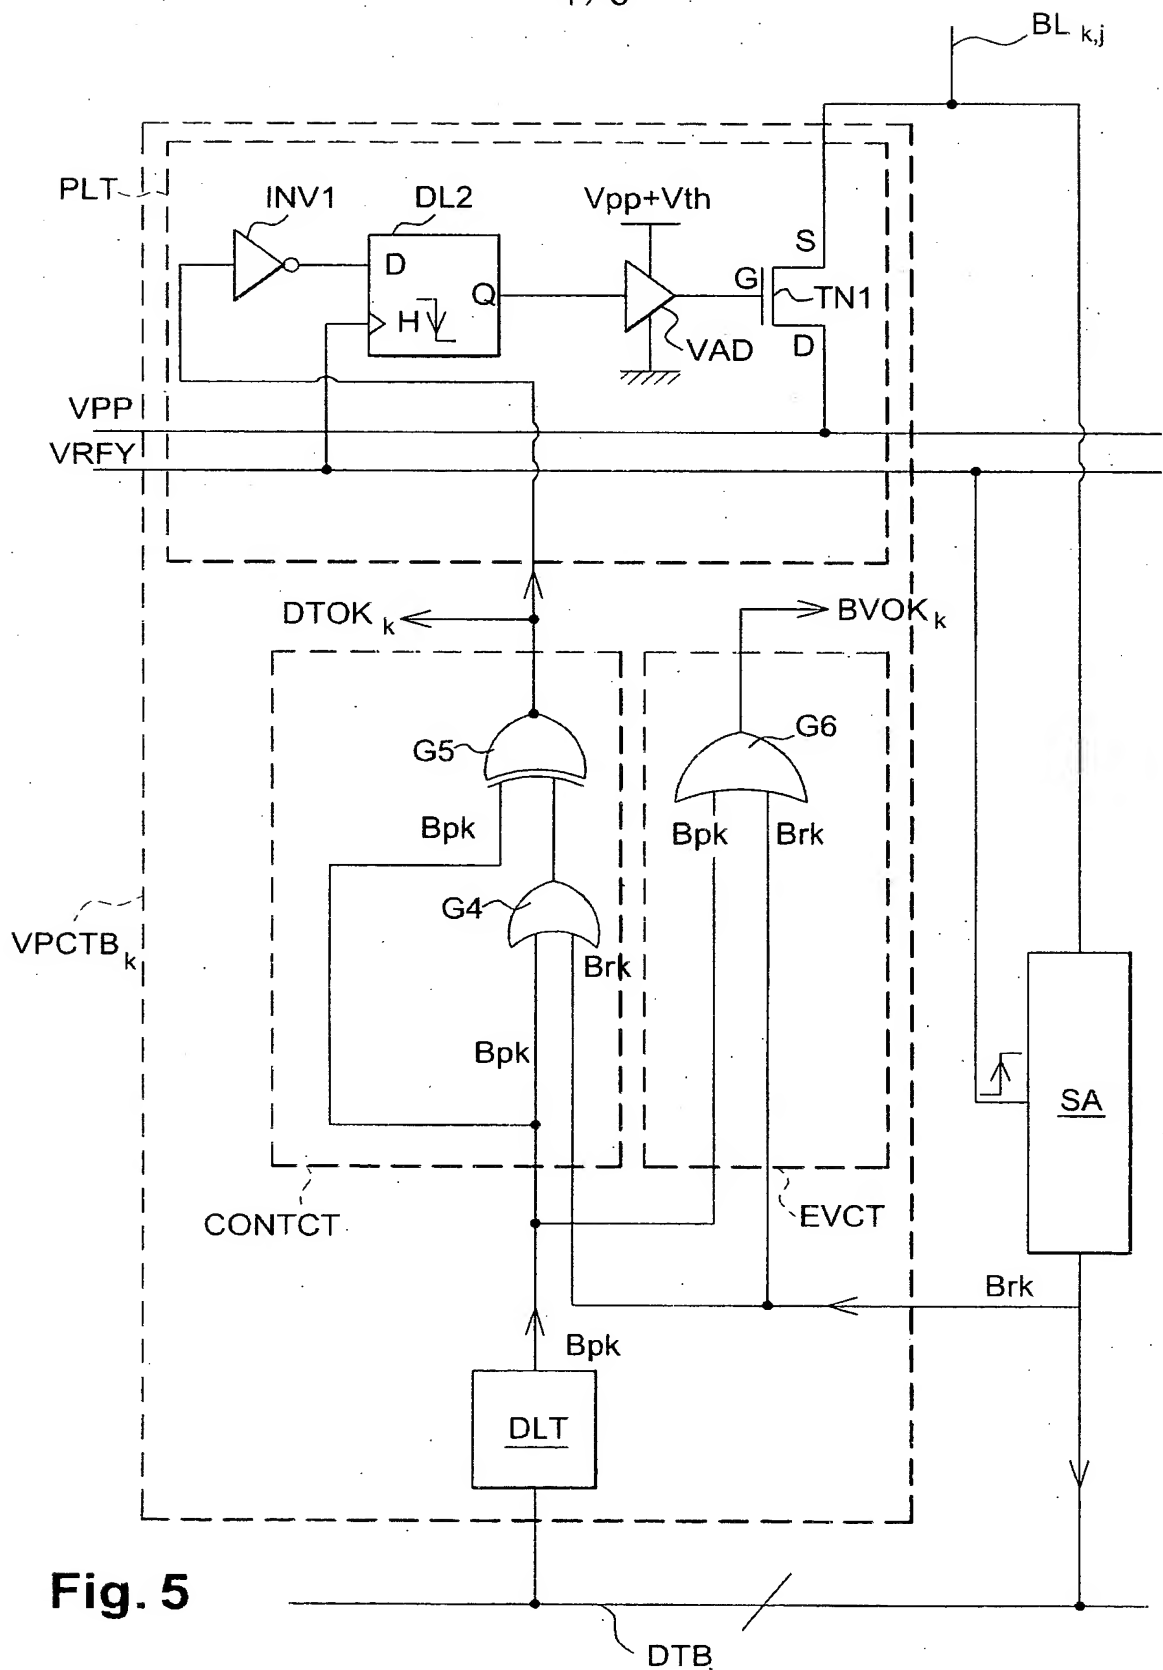 BL k,j
PLT
INV1
DL2
Vpp+Vth
S
D
Q
G
TN1
H
VAD
D
VPP
VRFY
DTOK k
BVOK k
G5
G6
Bpk
Bpk
Brk
G4
VPCTB k
Brk
Bpk
SA
CONTCT
EVCT
Brk
Bpk
DLT
Fig. 5
DTB